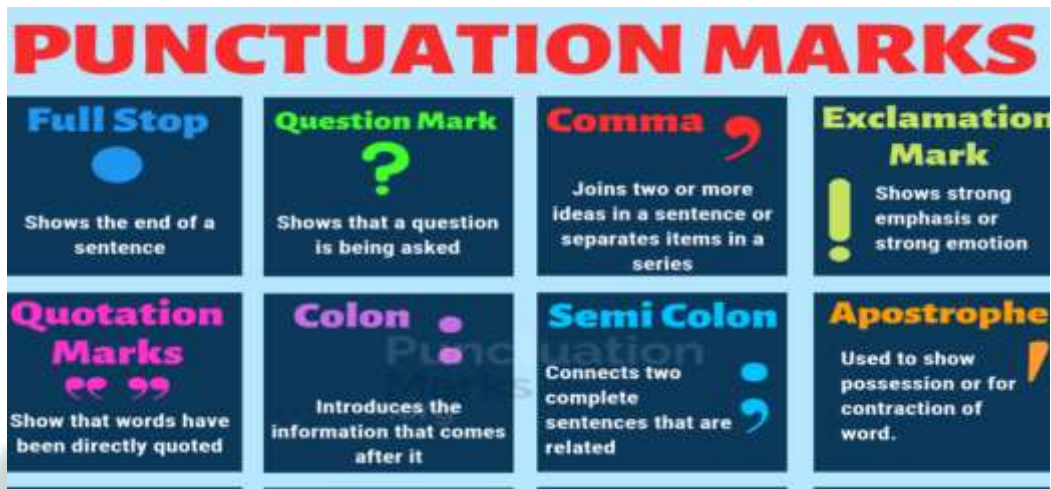 PUNCTUATION MARKS
Full Stop
Shows the end of a
sentence
Question Mark
?
Shows that a question
is being asked
Comma ,
Joins two or more
ideas in a sentence or
separates items in a
series
Exclamation
Mark
!
Shows strong
emphasis or
strong emotion
Quotation
Marks
“ ”
Show that words have
been directly quoted
Colon :
Introduces the
information that comes
after it
Semi Colon
;
Connects two
complete
sentences that are
related
Apostrophe
'
Used to show
possession or for
contraction of
word.
Punctuation
Marks